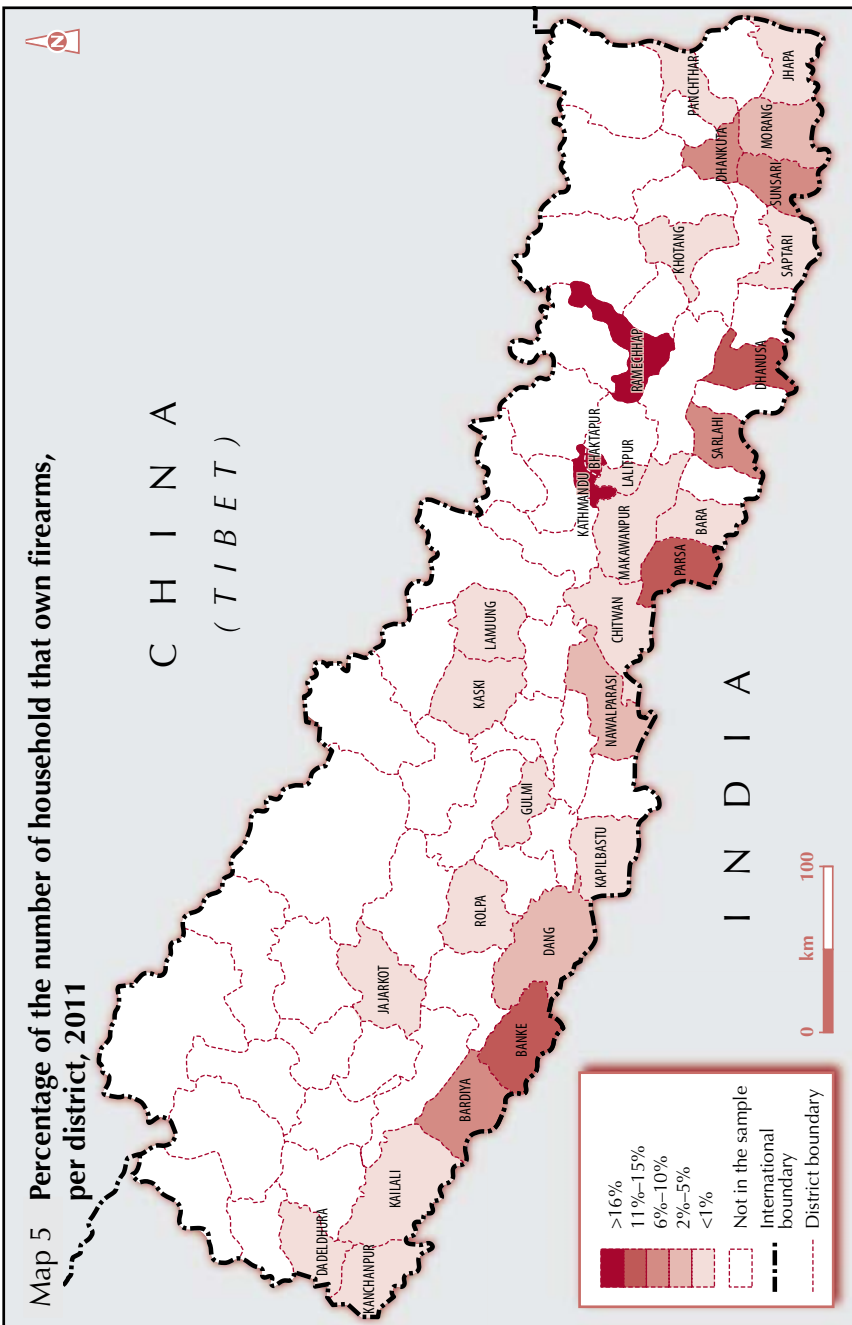 Map 5 Percentage of the number of household that own firearms,
per district, 2011
N
C H I N A
( T I B E T )
DADELDHURA
KANCHANPUR
KAILALI
BARDIYA
BANKE
JAJARKOT
DANG
ROLPA
KAPILBASTU
GULMI
KASKI
LAMJUNG
NAWALPARASI
CHITWAN
PARSA
MAKAWANPUR
BARA
KATHMANDU
BHAKTAPUR
LALITPUR
SARLAHI
RAMECHHAP
DHANUSA
KHOTANG
SAPTARI
DHANKUTA
SUNSARI
PANCHTHAR
MORANG
JHAPA
I N D I A
>16%
11%–15%
6%–10%
2%–5%
<1%
Not in the sample
International
boundary
District boundary
0 km 100